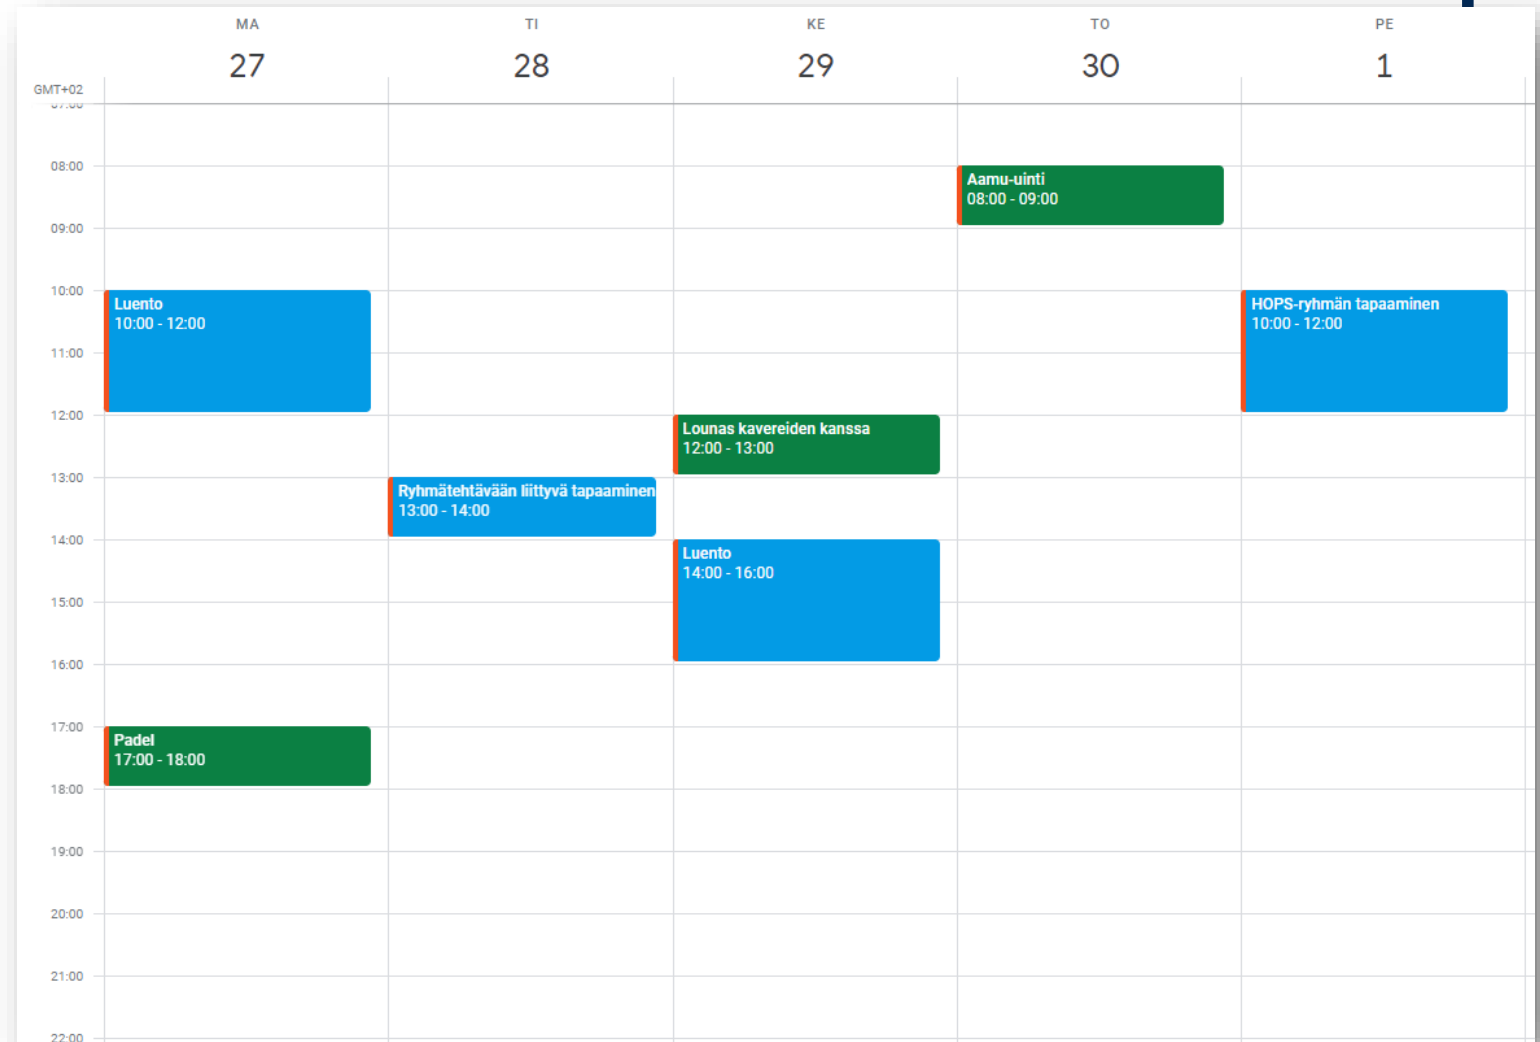 MA
TI
KE
TO
PE
27
28
29
30
1
GMT+02
07:00
08:00
Aamu-uinti
08:00 - 09:00
09:00
10:00
Luento
10:00 - 12:00
HOPS-ryhmän tapaaminen
10:00 - 12:00
11:00
12:00
Lounas kavereiden kanssa
12:00 - 13:00
13:00
Ryhmätehtävään liittyvä tapaaminen
13:00 - 14:00
14:00
Luento
14:00 - 16:00
15:00
16:00
17:00
Padel
17:00 - 18:00
18:00
19:00
20:00
21:00
22:00